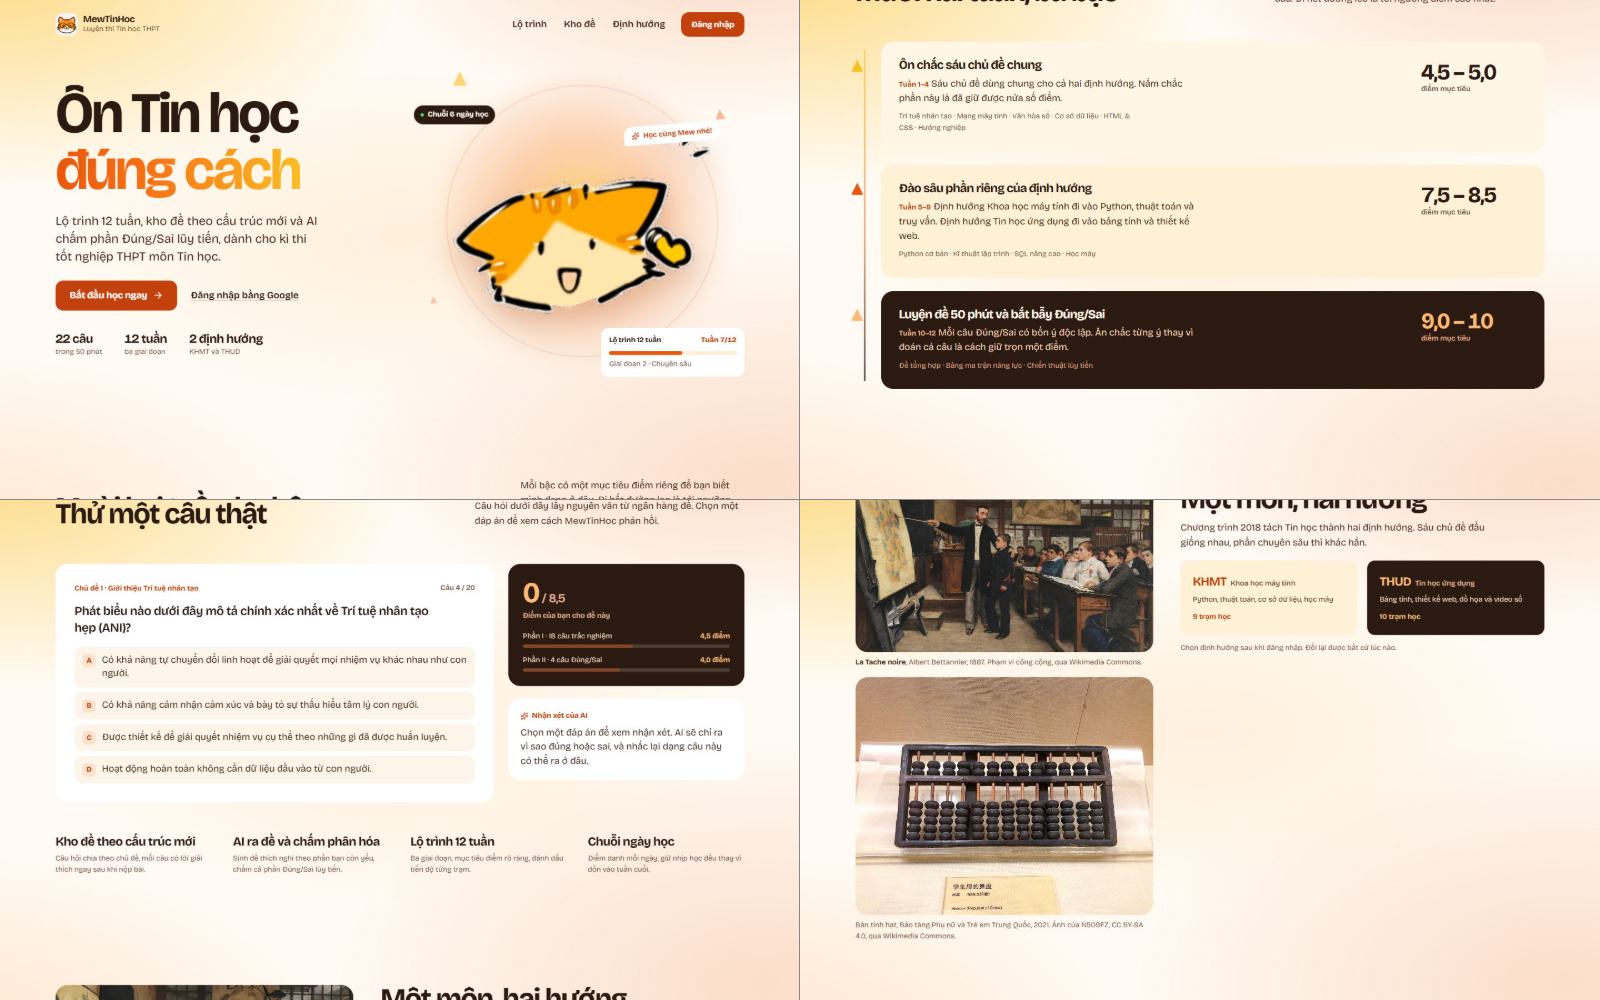 MewTinHoc
Luyện thi Tin học THPT
Lộ trình
Kho đề
Định hướng
Đăng nhập
Ôn Tin học
đúng cách
Lộ trình 12 tuần, kho đề theo cấu trúc mới và AI
chấm phần Đúng/Sai lũy tiến, dành cho kì thi
tốt nghiệp THPT môn Tin học.
Bắt đầu học ngay →
Đăng nhập bằng Google
22 câu
trong 50 phút
12 tuần
ba giai đoạn
2 định hướng
KHMT và THUD
Chuỗi 6 ngày học
Học cùng Mew nhé!
Lộ trình 12 tuần
Tuần 7/12
Giai đoạn 2 · Chuyên sâu
Mỗi bậc có một mục tiêu điểm riêng để bạn biết
Ôn chắc sáu chủ đề chung
Tuần 1–4 Sáu chủ đề dùng chung cho cả hai định hướng. Nắm chắc
phần này là đã giữ được nửa số điểm.
Trí tuệ nhân tạo · Mạng máy tính · Văn hóa số · Cơ sở dữ liệu · HTML &
CSS · Hướng nghiệp
4,5 – 5,0
điểm mục tiêu
Đào sâu phần riêng của định hướng
Tuần 5–9 Định hướng Khoa học máy tính đi vào Python, thuật toán và
truy vấn. Định hướng Tin học ứng dụng đi vào bảng tính và thiết kế
web.
Python cơ bản · Kĩ thuật lập trình · SQL nâng cao · Học máy
7,5 – 8,5
điểm mục tiêu
Luyện đề 50 phút và bắt bẫy Đúng/Sai
Tuần 10–12 Mỗi câu Đúng/Sai có bốn ý độc lập. Ăn chắc từng ý thay vì
đoán cả câu là cách giữ trọn một điểm.
Đề tổng hợp · Bảng ma trận năng lực · Chiến thuật lũy tiến
9,0 – 10
điểm mục tiêu
Thử một câu thật
Câu hỏi dưới đây lấy nguyên văn từ ngân hàng đề. Chọn một
đáp án để xem cách MewTinHoc phản hồi.
Chủ đề 1 · Giới thiệu Trí tuệ nhân tạo
Câu 4 / 20
Phát biểu nào dưới đây mô tả chính xác nhất về Trí tuệ nhân tạo
hẹp (ANI)?
A Có khả năng tự chuyển đổi linh hoạt để giải quyết mọi nhiệm vụ khác nhau như con
người.
B Có khả năng cảm nhận cảm xúc và bày tỏ sự thấu hiểu tâm lý con người.
C Được thiết kế để giải quyết nhiệm vụ cụ thể theo những gì đã được huấn luyện.
D Hoạt động hoàn toàn không cần dữ liệu đầu vào từ con người.
0 / 8,5
Điểm của bạn cho đề này
Phần I · 18 câu trắc nghiệm
4,5 điểm
Phần II · 4 câu Đúng/Sai
4,0 điểm
Nhận xét của AI
Chọn một đáp án để xem nhận xét. AI sẽ chỉ ra
vì sao đúng hoặc sai, và nhắc lại dạng câu này
có thể ra ở đâu.
Kho đề theo cấu trúc mới
Câu hỏi chia theo chủ đề, mỗi câu có lời giải
thích ngay sau khi nộp bài.
AI ra đề và chấm phân hóa
Sinh đề thích nghi theo phần bạn còn yếu,
chấm cả phần Đúng/Sai lũy tiến.
Lộ trình 12 tuần
Ba giai đoạn, mục tiêu điểm rõ ràng, đánh dấu
tiến độ từng trạm.
Chuỗi ngày học
Điểm danh mỗi ngày, giữ nhịp học đều thay vì
dồn vào tuần cuối.
Một môn, hai hướng
Một môn, hai hướng
Chương trình 2018 tách Tin học thành hai định hướng. Sáu chủ đề đầu
giống nhau, phần chuyên sâu thì khác hẳn.
KHMT Khoa học máy tính
Python, thuật toán, cơ sở dữ liệu, học máy
9 trạm học
THUD Tin học ứng dụng
Bảng tính, thiết kế web, đồ họa và video số
10 trạm học
Chọn định hướng sau khi đăng nhập. Đổi lại được bất cứ lúc nào.
La Tache noire, Albert Bettannier, 1887. Phạm vi công cộng, qua Wikimedia Commons.
学生用的算盘
Bàn tính hạt, Bảo tàng Phụ nữ và Trẻ em Trung Quốc, 2021. Ảnh của N509FZ, CC BY-SA
4.0, qua Wikimedia Commons.